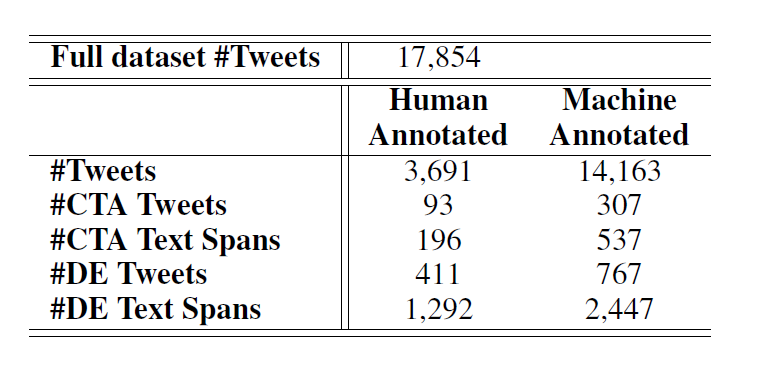 Full dataset #Tweets 17,854
Human Machine
Annotated Annotated
#Tweets 3,691 14,163
#CTA Tweets 93 307
#CTA Text Spans 196 537
#DE Tweets 411 767
#DE Text Spans 1,292 2,447